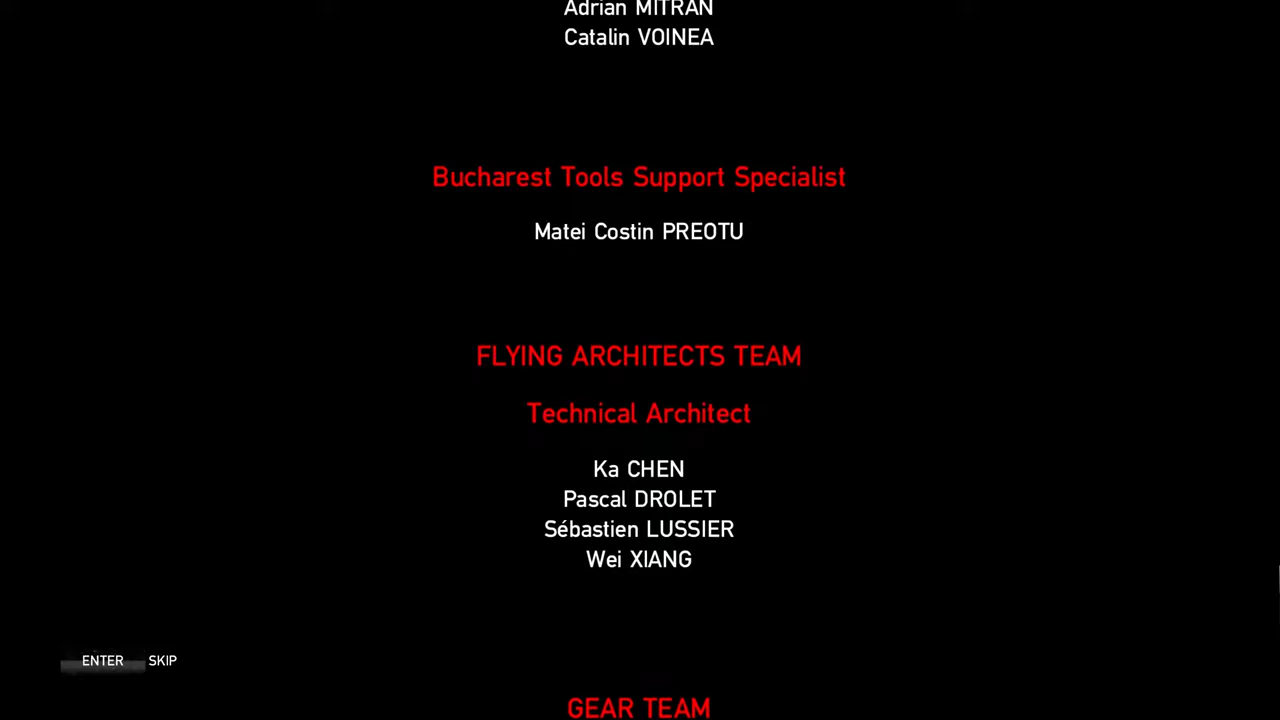 Adrian MITRAN
Catalin VOINEA
Bucharest Tools Support Specialist
Matei Costin PREOTU
FLYING ARCHITECTS TEAM
Technical Architect
Ka CHEN
Pascal DROLET
Sébastien LUSSIER
Wei XIANG
ENTER SKIP
GEAR TEAM